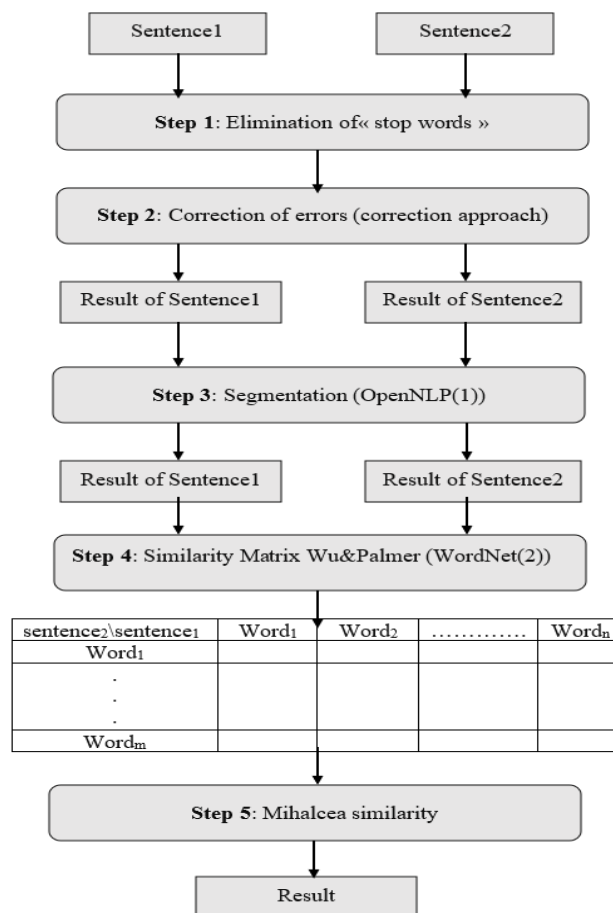 Sentence1 Sentence2
Step 1: Elimination of« stop words »
Step 2: Correction of errors (correction approach)
Result of Sentence1 Result of Sentence2
Step 3: Segmentation (OpenNLP(1))
Result of Sentence1 Result of Sentence2
Step 4: Similarity Matrix Wu&Palmer (WordNet(2))
sentence₂\sentence₁ Word₁ Word₂ …………. Wordₙ
Word₁
.
.
.
Wordₘ
Step 5: Mihalcea similarity
Result